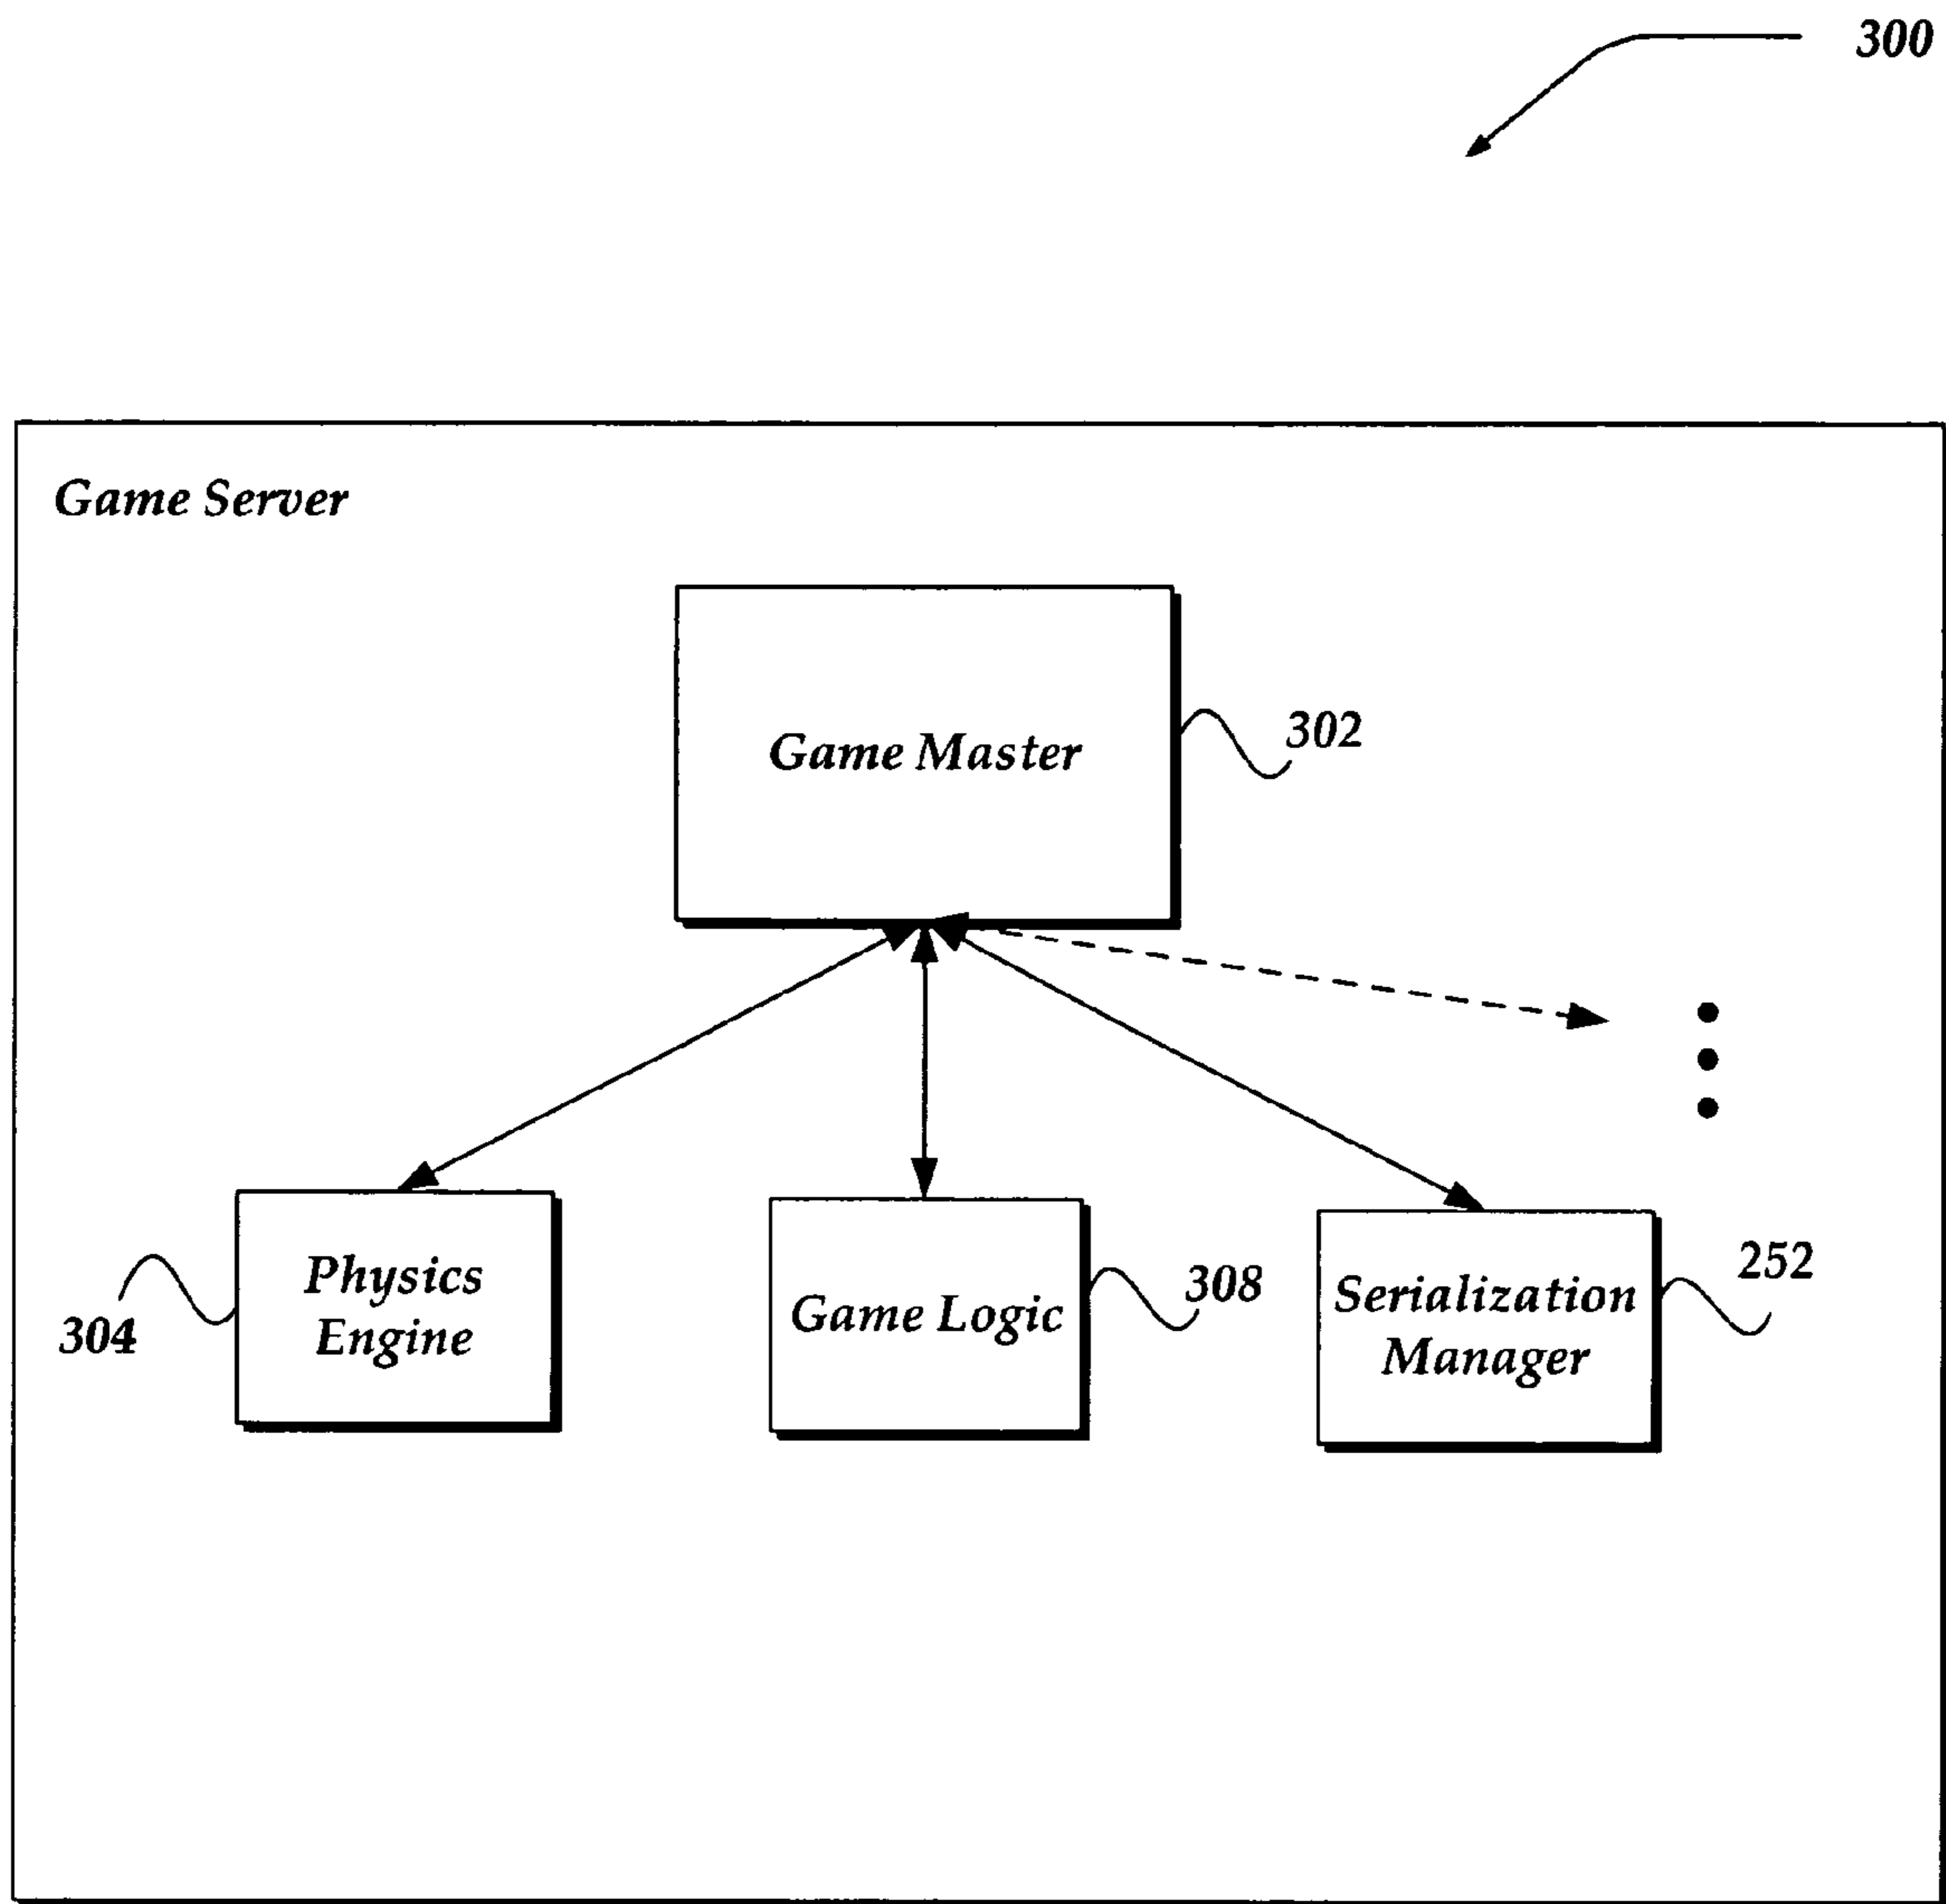 300
Game Server
Game Master
302
Physics
Engine
304
Game Logic
308
Serialization
Manager
252